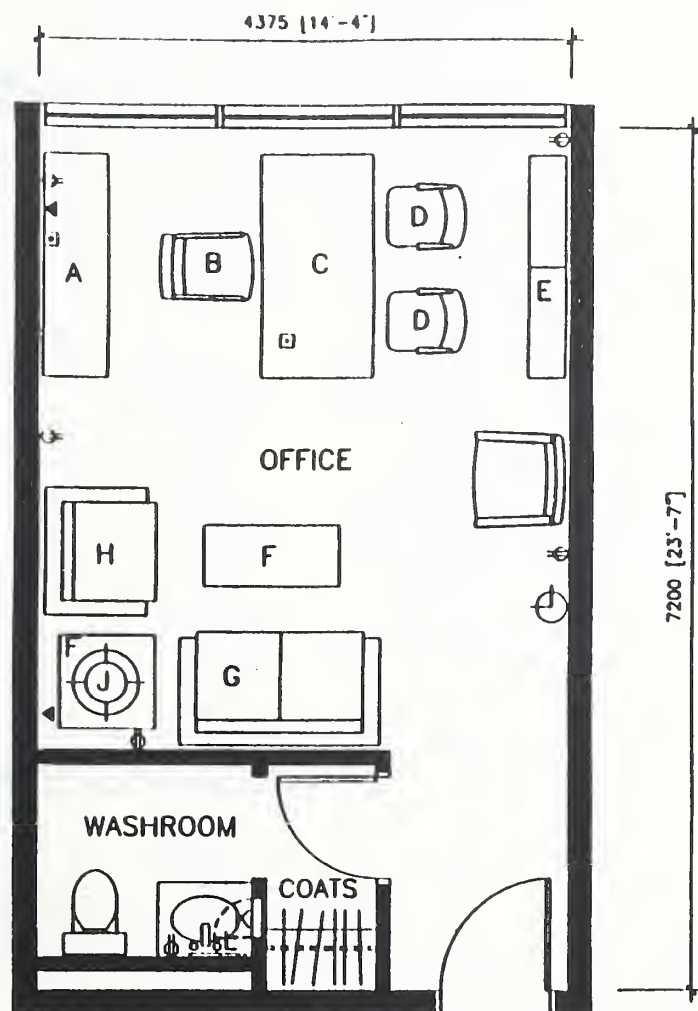 4375 [14'-4"]
A
B
C
D
D
E
OFFICE
H
F
7200 [23'-7"]
F
J
G
WASHROOM
COATS